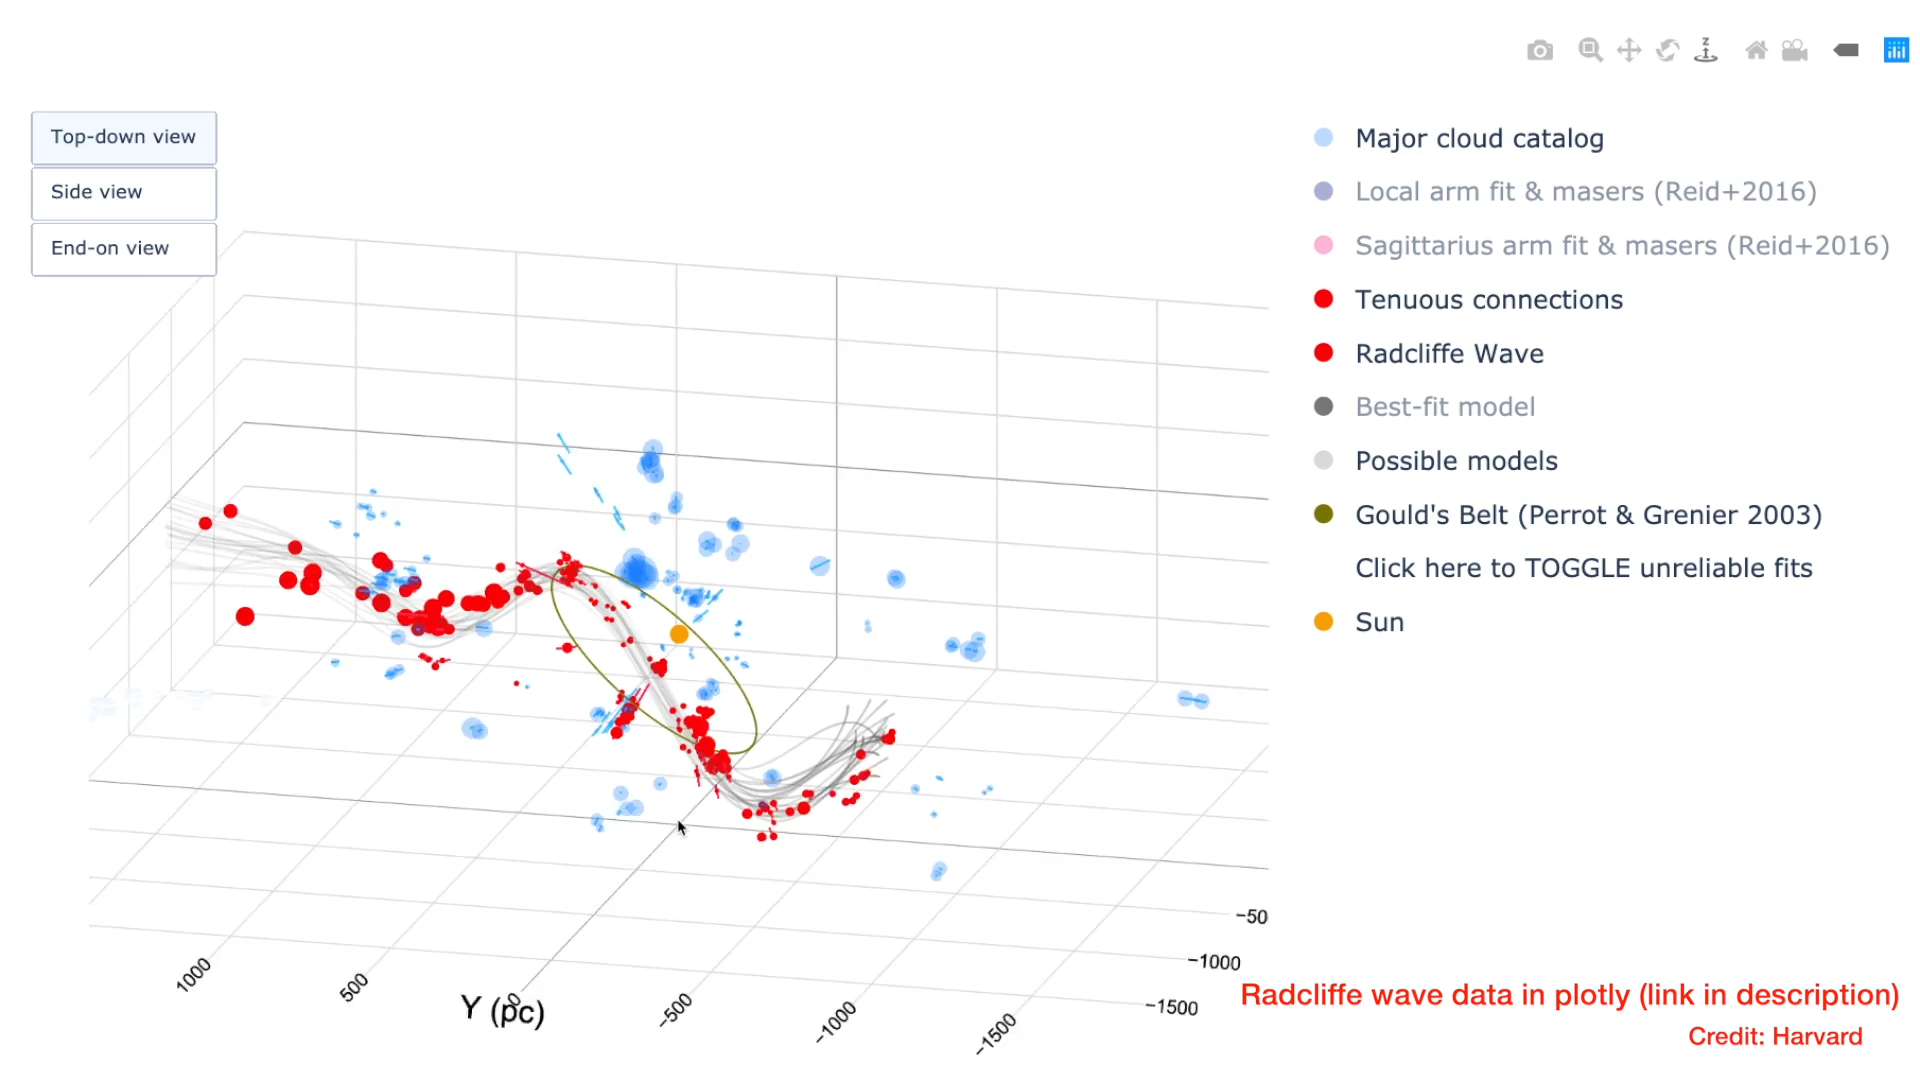 Z
Top-down view
Side view
End-on view
Major cloud catalog
Local arm fit & masers (Reid+2016)
Sagittarius arm fit & masers (Reid+2016)
Tenuous connections
Radcliffe Wave
Best-fit model
Possible models
Gould's Belt (Perrot & Grenier 2003)
Click here to TOGGLE unreliable fits
Sun
1000
500
0
−500
−1000
−1500
Y (pc)
−50
−1000
−1500
Radcliffe wave data in plotly (link in description)
Credit: Harvard